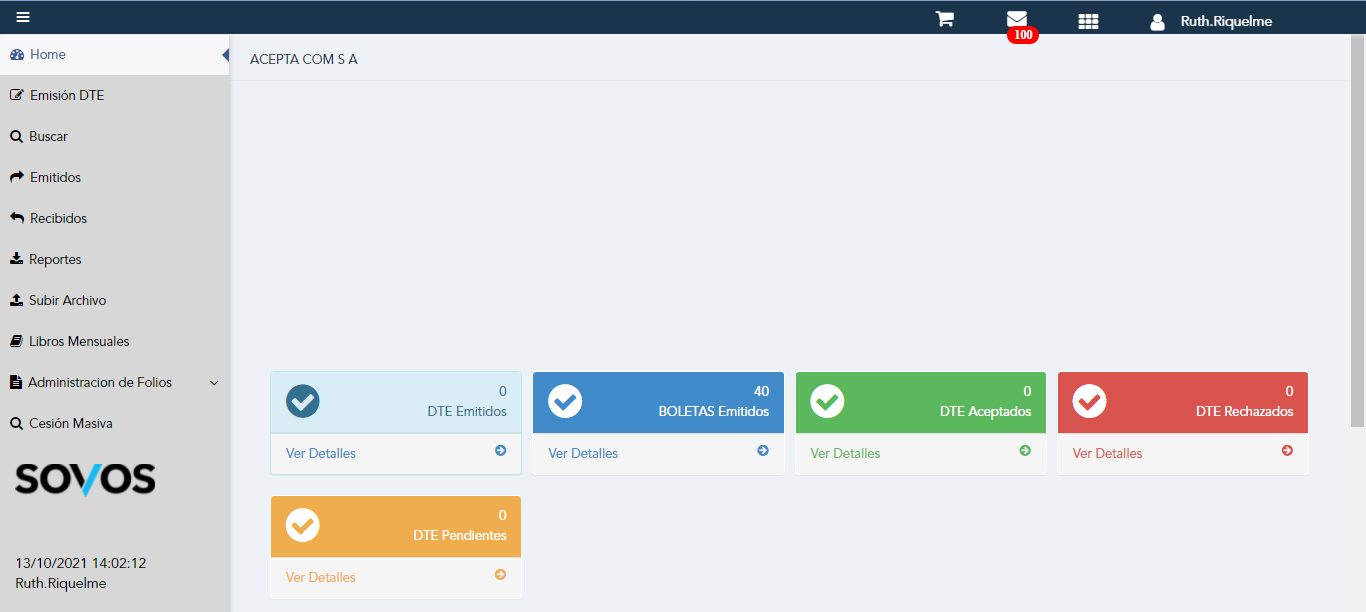 100
Ruth.Riquelme
Home
ACEPTA COM S A
Emisión DTE
Buscar
Emitidos
Recibidos
Reportes
Subir Archivo
Libros Mensuales
Administracion de Folios
Cesión Masiva
SOVOS
13/10/2021 14:02:12
Ruth.Riquelme
0
DTE Emitidos
Ver Detalles
40
BOLETAS Emitidos
Ver Detalles
0
DTE Aceptados
Ver Detalles
0
DTE Rechazados
Ver Detalles
0
DTE Pendientes
Ver Detalles